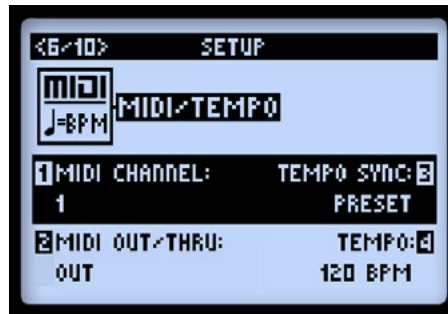 <6/10> SETUP
MIDI
♩=BPM
MIDI/TEMPO
1 MIDI CHANNEL: TEMPO SYNC: 3
1 PRESET
2 MIDI OUT/THRU: TEMPO: 4
OUT 120 BPM